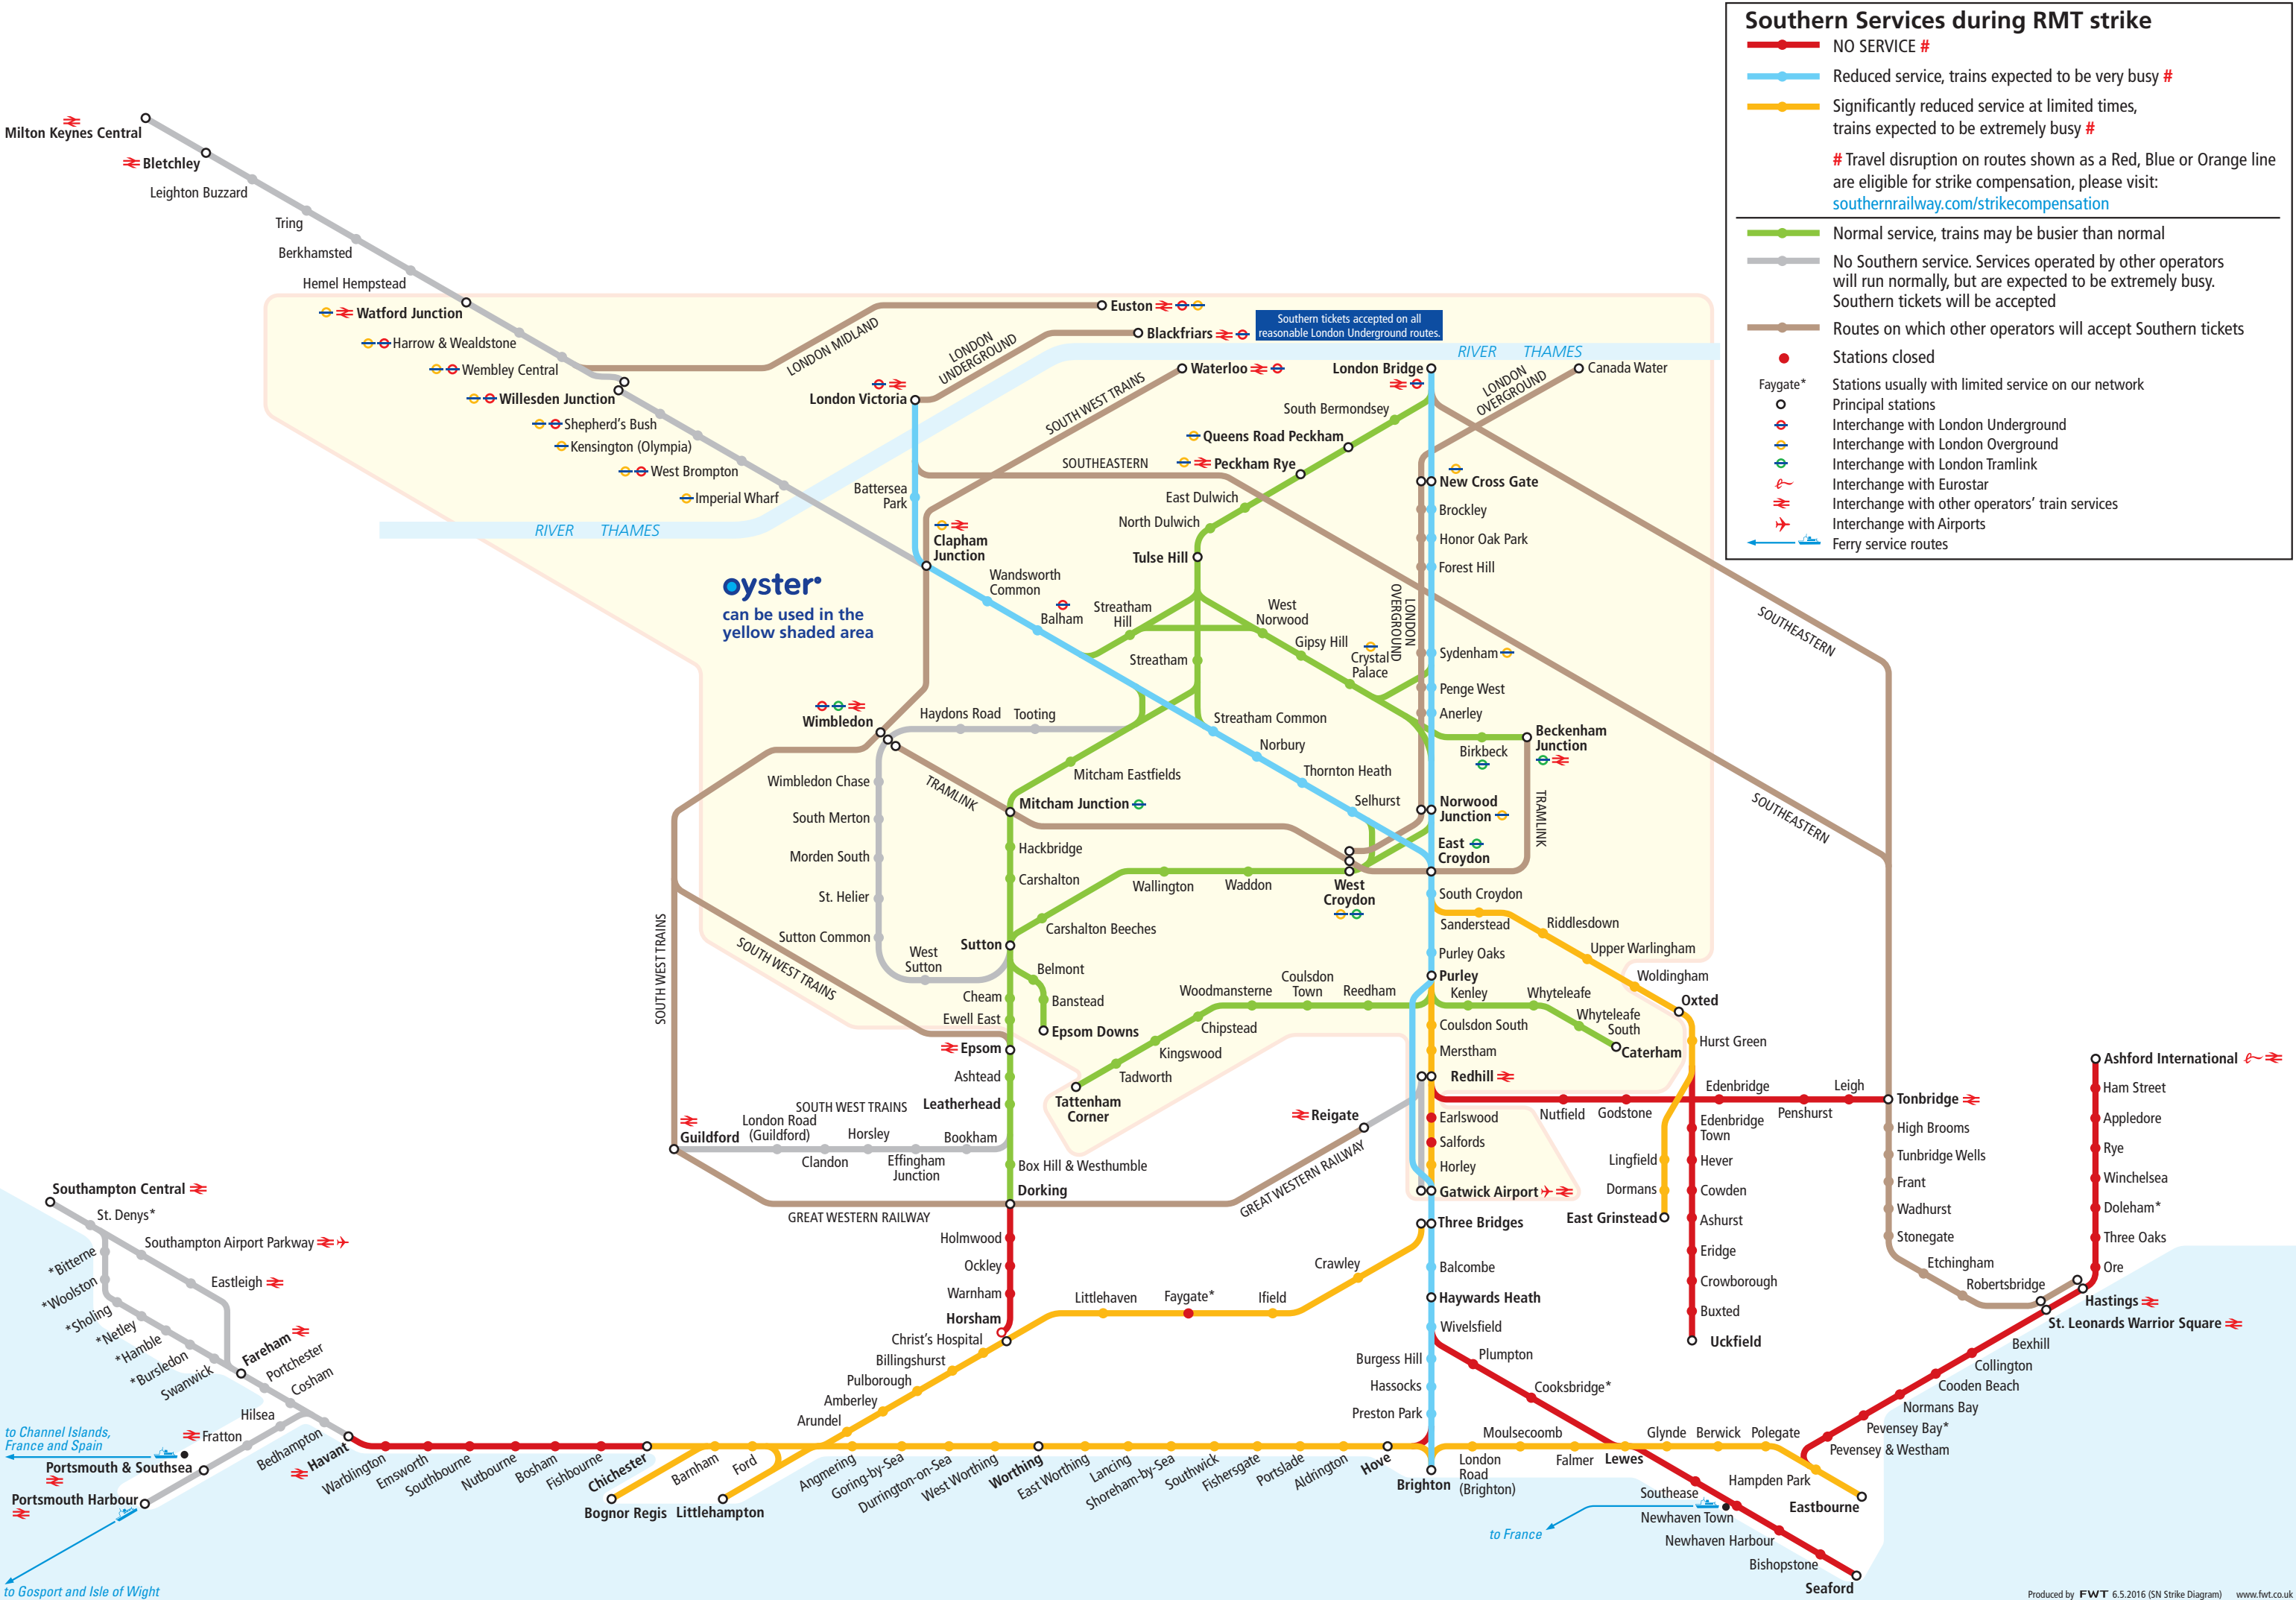 Southern Services during RMT strike
NO SERVICE #
Reduced service, trains expected to be very busy #
Significantly reduced service at limited times,
trains expected to be extremely busy #
# Travel disruption on routes shown as a Red, Blue or Orange line
are eligible for strike compensation, please visit:
southernrailway.com/strikecompensation
Normal service, trains may be busier than normal
No Southern service. Services operated by other operators
will run normally, but are expected to be extremely busy.
Southern tickets will be accepted
Routes on which other operators will accept Southern tickets
Stations closed
Faygate* Stations usually with limited service on our network
Principal stations
Interchange with London Underground
Interchange with London Overground
Interchange with London Tramlink
Interchange with Eurostar
Interchange with other operators' train services
Interchange with Airports
Ferry service routes
Milton Keynes Central
Bletchley
Leighton Buzzard
Tring
Berkhamsted
Hemel Hempstead
Watford Junction
Harrow & Wealdstone
Wembley Central
Willesden Junction
Shepherd's Bush
Kensington (Olympia)
West Brompton
Imperial Wharf
LONDON MIDLAND
Euston
LONDON
UNDERGROUND
Blackfriars
Southern tickets accepted on all
reasonable London Underground routes.
RIVER THAMES
RIVER THAMES
London Victoria
SOUTH WEST TRAINS
Waterloo
London Bridge
LONDON
OVERGROUND
Canada Water
South Bermondsey
Queens Road Peckham
Peckham Rye
SOUTHEASTERN
East Dulwich
North Dulwich
Tulse Hill
Battersea
Park
Clapham
Junction
oyster
can be used in the
yellow shaded area
Wandsworth
Common
Balham
Streatham
Hill
West
Norwood
Gipsy Hill
Crystal
Palace
Streatham
New Cross Gate
Brockley
Honor Oak Park
Forest Hill
LONDON
OVERGROUND
Sydenham
Penge West
Anerley
SOUTHEASTERN
SOUTHEASTERN
Wimbledon
Haydons Road
Tooting
Streatham Common
Norbury
Thornton Heath
Selhurst
Birkbeck
Beckenham
Junction
TRAMLINK
Mitcham Eastfields
Wimbledon Chase
South Merton
Morden South
St. Helier
Sutton Common
West
Sutton
TRAMLINK
Mitcham Junction
Hackbridge
Carshalton
Norwood
Junction
East
Croydon
West
Croydon
Wallington
Waddon
Carshalton Beeches
Sutton
Belmont
Banstead
Epsom Downs
Cheam
Ewell East
Epsom
Ashtead
Leatherhead
Box Hill & Westhumble
Dorking
SOUTH WEST TRAINS
SOUTH WEST TRAINS
SOUTH WEST TRAINS
Guildford
London Road
(Guildford)
Clandon
Horsley
Effingham
Junction
Bookham
GREAT WESTERN RAILWAY
GREAT WESTERN RAILWAY
South Croydon
Sanderstead
Riddlesdown
Upper Warlingham
Woldingham
Oxted
Purley Oaks
Purley
Kenley
Whyteleafe
Whyteleafe
South
Caterham
Reedham
Coulsdon
Town
Woodmansterne
Chipstead
Kingswood
Tadworth
Tattenham
Corner
Coulsdon South
Merstham
Redhill
Reigate
Earlswood
Salfords
Horley
Gatwick Airport
Three Bridges
Hurst Green
Nutfield
Godstone
Edenbridge
Penshurst
Leigh
Tonbridge
Edenbridge
Town
Hever
Cowden
Ashurst
Eridge
Crowborough
Buxted
Uckfield
Lingfield
Dormans
East Grinstead
High Brooms
Tunbridge Wells
Frant
Wadhurst
Stonegate
Etchingham
Robertsbridge
Ashford International
Ham Street
Appledore
Rye
Winchelsea
Doleham*
Three Oaks
Ore
Hastings
St. Leonards Warrior Square
Bexhill
Collington
Cooden Beach
Normans Bay
Pevensey Bay*
Pevensey & Westham
Holmwood
Ockley
Warnham
Horsham
Christ's Hospital
Billingshurst
Pulborough
Amberley
Arundel
Littlehaven
Faygate*
Ifield
Crawley
Balcombe
Haywards Heath
Wivelsfield
Burgess Hill
Hassocks
Preston Park
Plumpton
Cooksbridge*
Southampton Central
St. Denys*
Southampton Airport Parkway
Eastleigh
*Bitterne
*Woolston
*Sholing
*Netley
*Hamble
*Bursledon
Swanwick
Fareham
Portchester
Cosham
Hilsea
Fratton
Portsmouth & Southsea
Portsmouth Harbour
to Channel Islands,
France and Spain
to Gosport and Isle of Wight
Bedhampton
Havant
Warblington
Emsworth
Southbourne
Nutbourne
Bosham
Fishbourne
Chichester
Barnham
Ford
Bognor Regis
Littlehampton
Angmering
Goring-by-Sea
Durrington-on-Sea
West Worthing
Worthing
East Worthing
Lancing
Shoreham-by-Sea
Southwick
Fishersgate
Portslade
Aldrington
Hove
Brighton
London
Road
(Brighton)
Moulsecoomb
Falmer
Lewes
Glynde
Berwick
Polegate
Hampden Park
Eastbourne
Southease
Newhaven Town
Newhaven Harbour
Bishopstone
Seaford
to France
Produced by FWT 6.5.2016 (SN Strike Diagram) www.fwt.co.uk